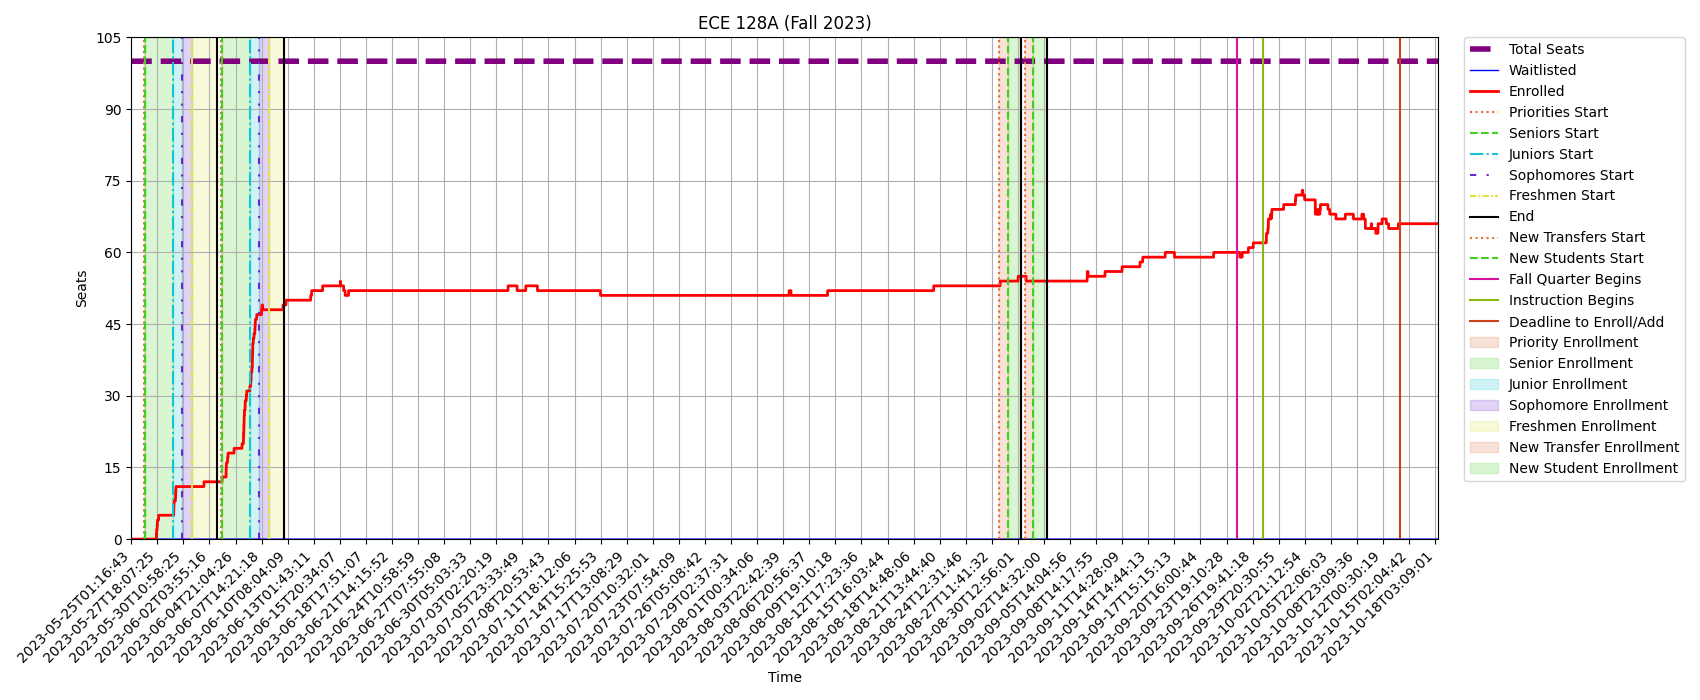 ECE 128A (Fall 2023)
105
90
75
60
45
30
15
0
Seats
2023-05-25T01:16:43
2023-05-27T18:07:25
2023-05-30T10:58:25
2023-06-02T03:55:16
2023-06-04T21:04:26
2023-06-07T14:21:18
2023-06-10T08:04:09
2023-06-13T01:43:11
2023-06-15T20:34:07
2023-06-18T17:51:07
2023-06-21T14:15:52
2023-06-24T10:58:59
2023-06-27T07:55:08
2023-06-30T05:03:33
2023-07-03T02:20:19
2023-07-05T23:33:49
2023-07-08T20:53:43
2023-07-11T18:12:06
2023-07-14T15:25:53
2023-07-17T13:08:29
2023-07-20T10:32:01
2023-07-23T07:54:09
2023-07-26T05:08:42
2023-07-29T02:37:31
2023-08-01T00:34:06
2023-08-03T22:42:39
2023-08-06T20:56:37
2023-08-09T19:10:18
2023-08-12T17:23:36
2023-08-15T16:03:44
2023-08-18T14:48:06
2023-08-21T13:44:40
2023-08-24T12:31:46
2023-08-27T11:41:32
2023-08-30T12:56:01
2023-09-02T14:32:00
2023-09-05T14:04:56
2023-09-08T14:17:55
2023-09-11T14:28:09
2023-09-14T14:44:13
2023-09-17T15:15:13
2023-09-20T16:00:44
2023-09-23T19:10:28
2023-09-26T19:41:18
2023-09-29T20:30:55
2023-10-02T21:12:54
2023-10-05T22:06:03
2023-10-08T23:09:36
2023-10-12T00:30:19
2023-10-15T02:04:42
2023-10-18T03:09:01
Time
Total Seats
Waitlisted
Enrolled
Priorities Start
Seniors Start
Juniors Start
Sophomores Start
Freshmen Start
End
New Transfers Start
New Students Start
Fall Quarter Begins
Instruction Begins
Deadline to Enroll/Add
Priority Enrollment
Senior Enrollment
Junior Enrollment
Sophomore Enrollment
Freshmen Enrollment
New Transfer Enrollment
New Student Enrollment